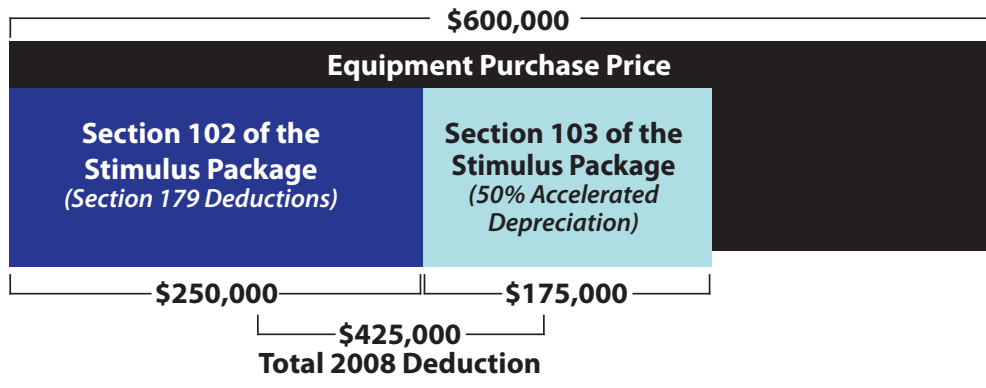 $600,000
Equipment Purchase Price
Section 102 of the
Stimulus Package
(Section 179 Deductions)
Section 103 of the
Stimulus Package
(50% Accelerated
Depreciation)
$250,000
$175,000
$425,000
Total 2008 Deduction